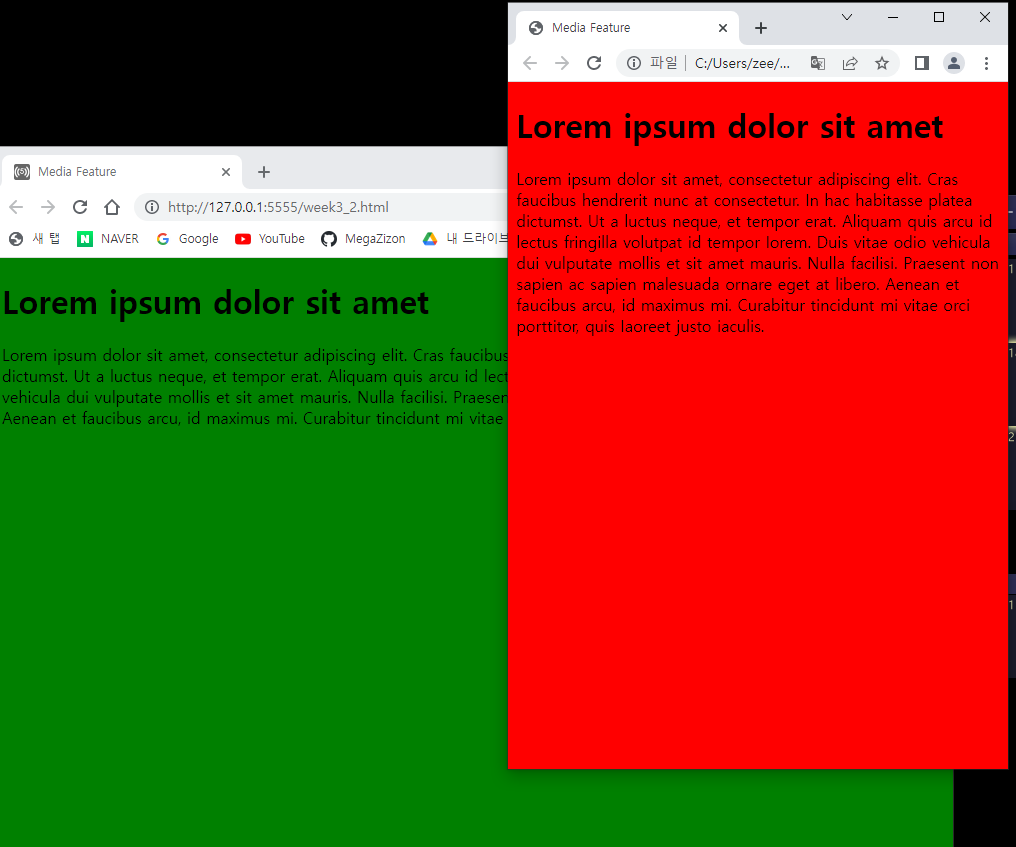 Media Feature
파일 C:/Users/zee/...
Lorem ipsum dolor sit amet
Lorem ipsum dolor sit amet, consectetur adipiscing elit. Cras
faucibus hendrerit nunc at consectetur. In hac habitasse platea
dictumst. Ut a luctus neque, et tempor erat. Aliquam quis arcu id
lectus fringilla volutpat id tempor lorem. Duis vitae odio vehicula
dui vulputate mollis et sit amet mauris. Nulla facilisi. Praesent non
sapien ac sapien malesuada ornare eget at libero. Aenean et
faucibus arcu, id maximus mi. Curabitur tincidunt mi vitae orci
porttitor, quis laoreet justo iaculis.
Media Feature
http://127.0.0.1:5555/week3_2.html
새 탭 NAVER Google YouTube MegaZizon 내 드라이브
Lorem ipsum dolor sit amet
Lorem ipsum dolor sit amet, consectetur adipiscing elit. Cras faucibus
dictumst. Ut a luctus neque, et tempor erat. Aliquam quis arcu id lect
vehicula dui vulputate mollis et sit amet mauris. Nulla facilisi. Praesen
Aenean et faucibus arcu, id maximus mi. Curabitur tincidunt mi vitae